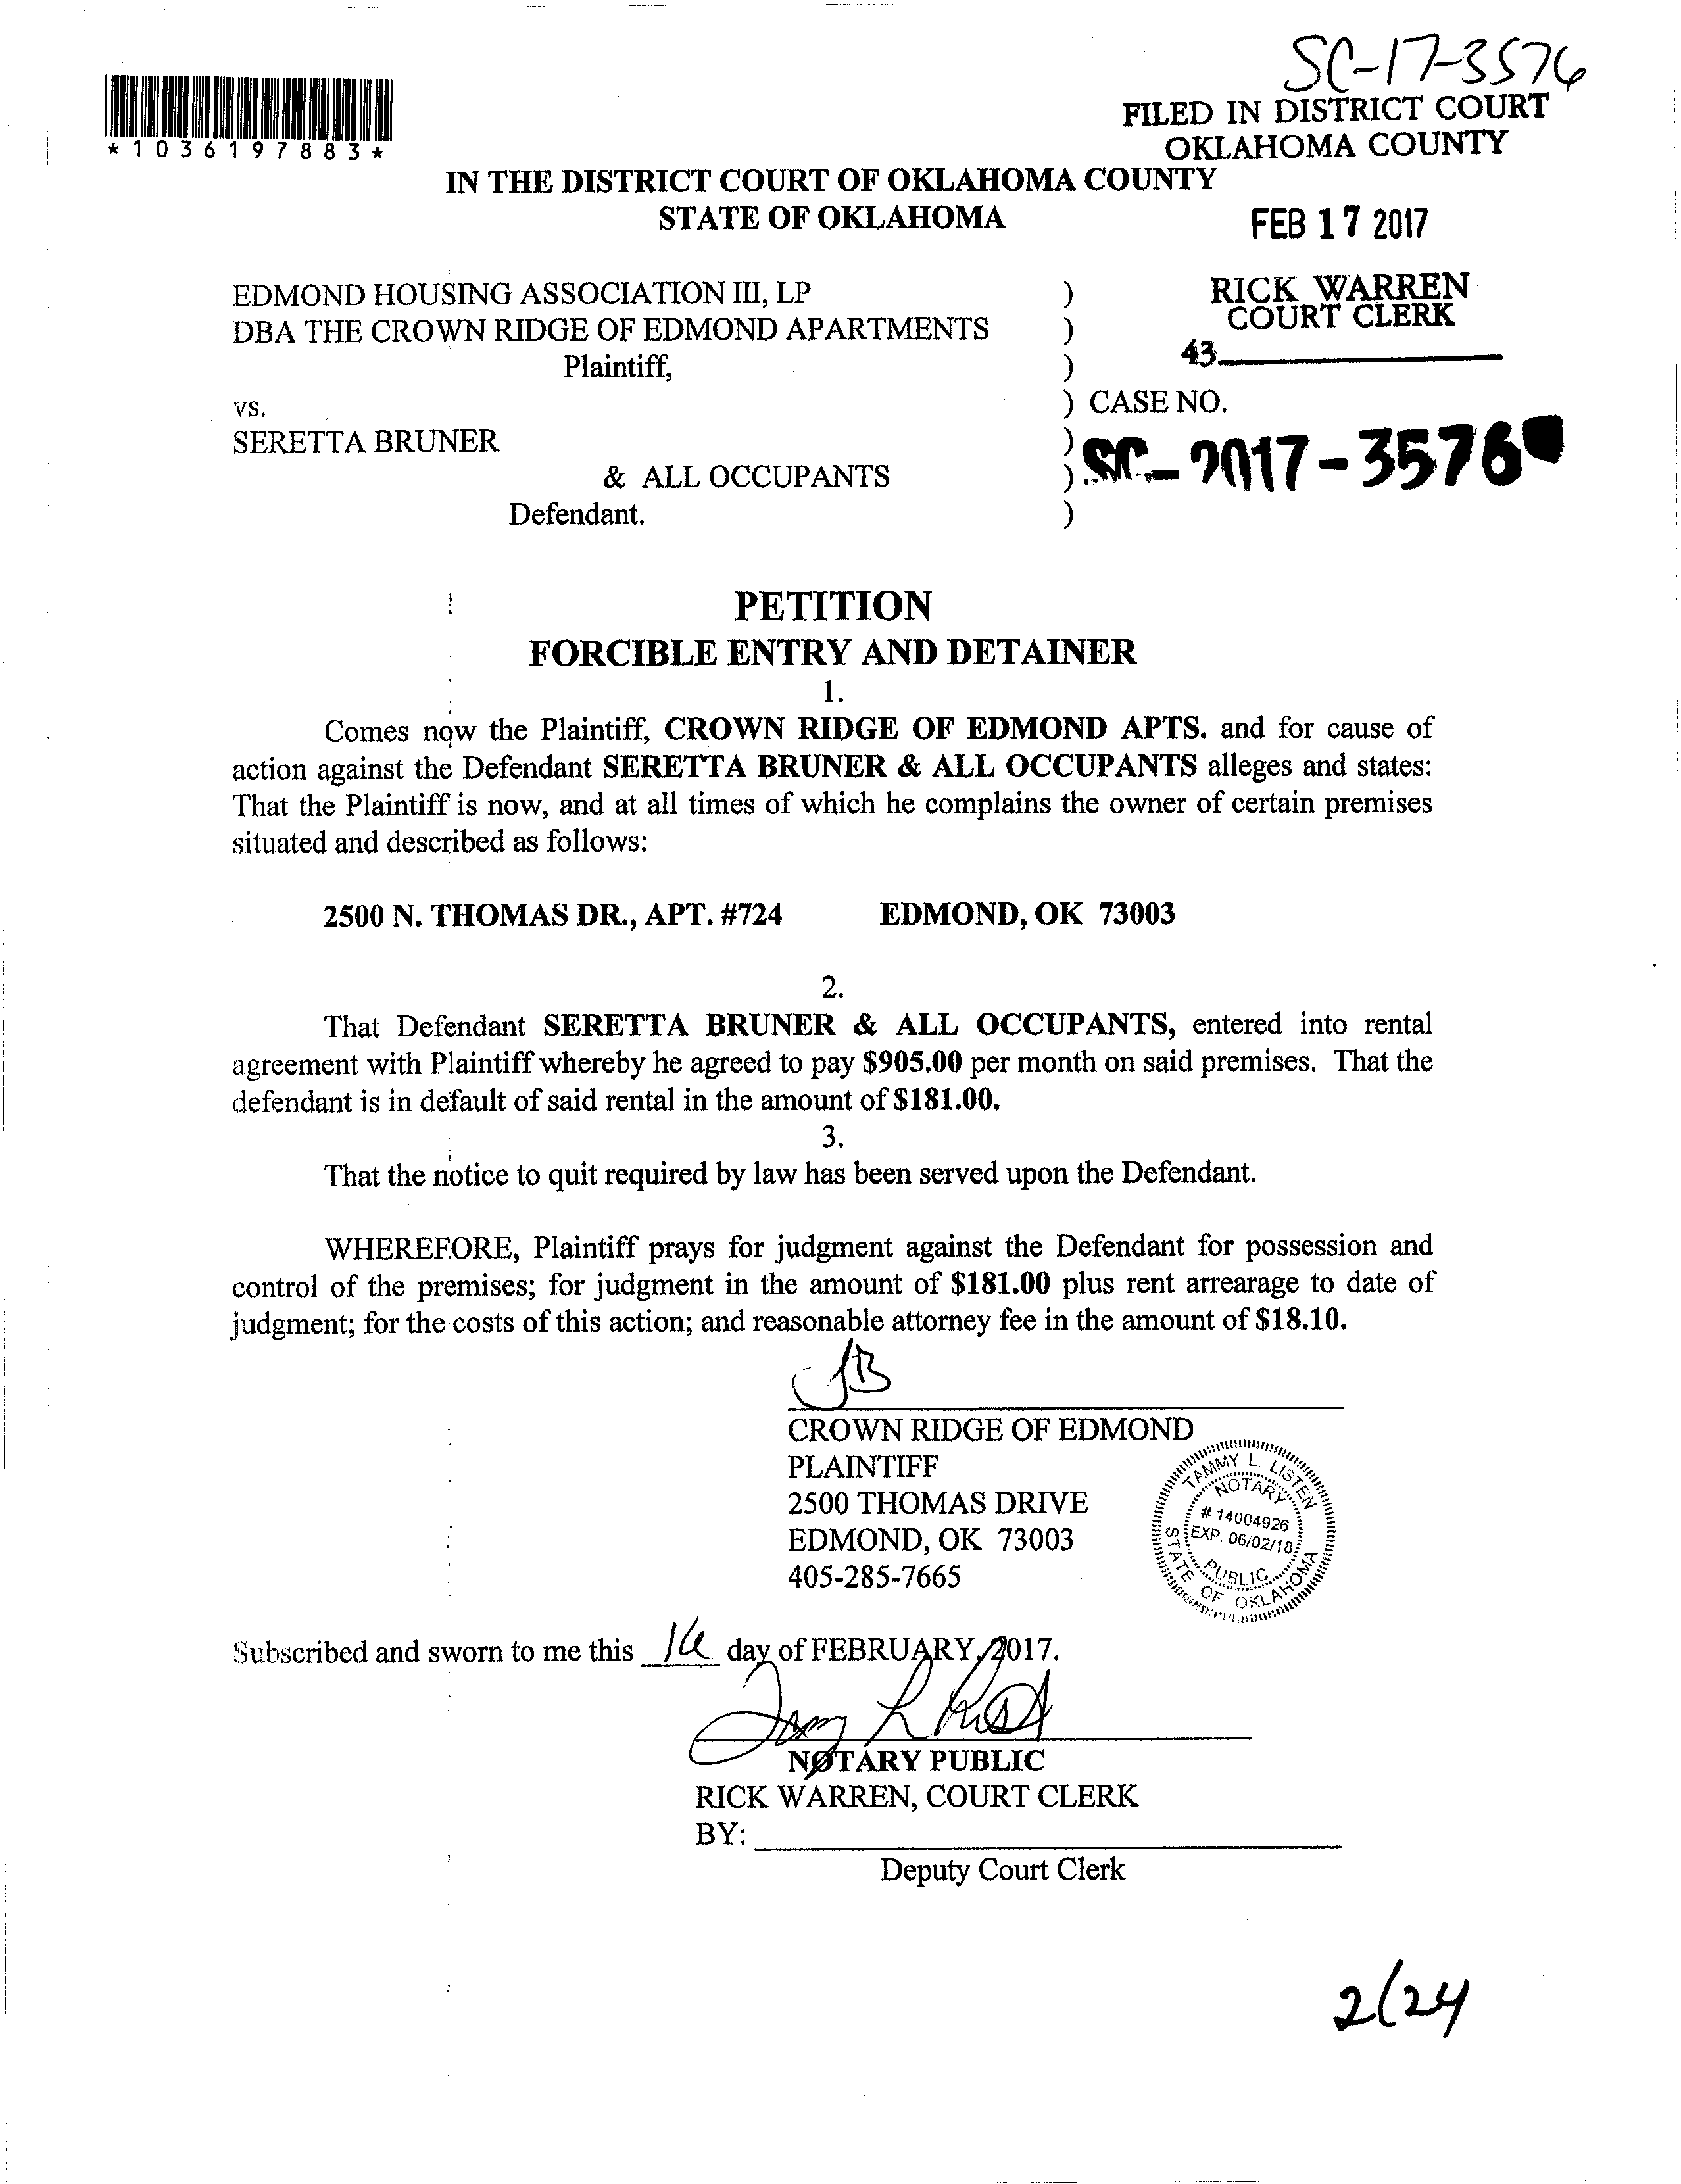 SC-17-3576
FILED IN DISTRICT COURT
OKLAHOMA COUNTY
*1036197883*
IN THE DISTRICT COURT OF OKLAHOMA COUNTY
STATE OF OKLAHOMA
FEB 17 2017
RICK WARREN
COURT CLERK
43
EDMOND HOUSING ASSOCIATION III, LP )
DBA THE CROWN RIDGE OF EDMOND APARTMENTS )
Plaintiff, )
vs. ) CASE NO.
SERETTA BRUNER ) SC-2017-3576
& ALL OCCUPANTS )
Defendant. )
PETITION
FORCIBLE ENTRY AND DETAINER
1.
Comes now the Plaintiff, CROWN RIDGE OF EDMOND APTS. and for cause of
action against the Defendant SERETTA BRUNER & ALL OCCUPANTS alleges and states:
That the Plaintiff is now, and at all times of which he complains the owner of certain premises
situated and described as follows:
2500 N. THOMAS DR., APT. #724 EDMOND, OK 73003
2.
That Defendant SERETTA BRUNER & ALL OCCUPANTS, entered into rental
agreement with Plaintiff whereby he agreed to pay $905.00 per month on said premises. That the
defendant is in default of said rental in the amount of $181.00.
3.
That the notice to quit required by law has been served upon the Defendant.
WHEREFORE, Plaintiff prays for judgment against the Defendant for possession and
control of the premises; for judgment in the amount of $181.00 plus rent arrearage to date of
judgment; for the costs of this action; and reasonable attorney fee in the amount of $18.10.
JB
CROWN RIDGE OF EDMOND
PLAINTIFF
2500 THOMAS DRIVE
EDMOND, OK 73003
405-285-7665
TAMMY L. LISTEN
NOTARY
# 14004926
EXP. 06/02/18
PUBLIC
STATE OF OKLAHOMA
Subscribed and sworn to me this 16 day of FEBRUARY, 2017.
NOTARY PUBLIC
RICK WARREN, COURT CLERK
BY:
Deputy Court Clerk
2/24